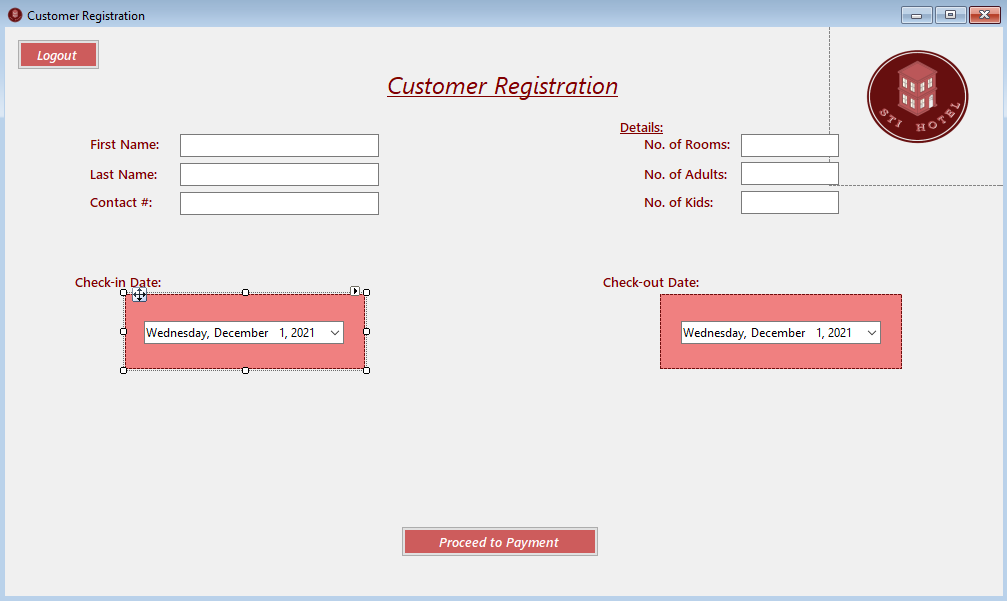 Customer Registration
Logout
Customer Registration
STI HOTEL
Details:
First Name:
No. of Rooms:
Last Name:
No. of Adults:
Contact #:
No. of Kids:
Check-in Date:
Check-out Date:
Wednesday, December 1, 2021
Wednesday, December 1, 2021
Proceed to Payment